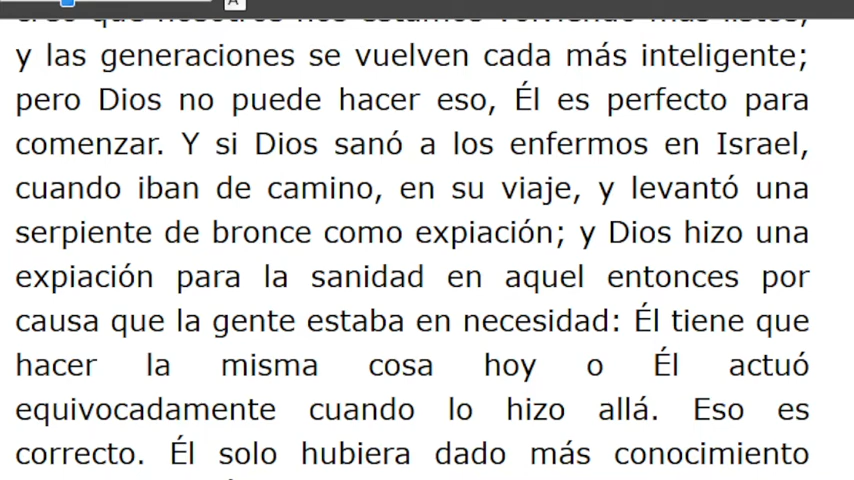 y las generaciones se vuelven cada más inteligente;
pero Dios no puede hacer eso, Él es perfecto para
comenzar. Y si Dios sanó a los enfermos en Israel,
cuando iban de camino, en su viaje, y levantó una
serpiente de bronce como expiación; y Dios hizo una
expiación para la sanidad en aquel entonces por
causa que la gente estaba en necesidad: Él tiene que
hacer la misma cosa hoy o Él actuó
equivocadamente cuando lo hizo allá. Eso es
correcto. Él solo hubiera dado más conocimiento